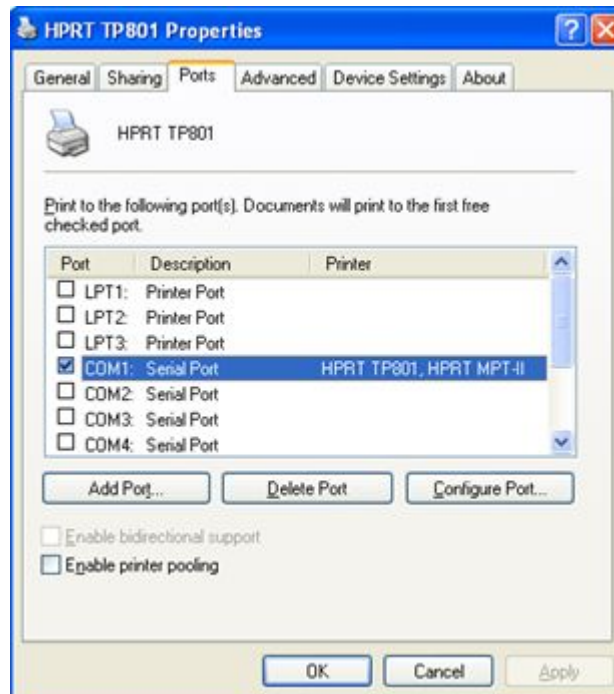 HPRT TP801 Properties
General Sharing Ports Advanced Device Settings About
HPRT TP801
Print to the following port(s). Documents will print to the first free
checked port.
Port Description Printer
LPT1: Printer Port
LPT2: Printer Port
LPT3: Printer Port
COM1: Serial Port HPRT TP801, HPRT MPT-II
COM2: Serial Port
COM3: Serial Port
COM4: Serial Port
Add Port... Delete Port Configure Port...
Enable bidirectional support
Enable printer pooling
OK Cancel Apply